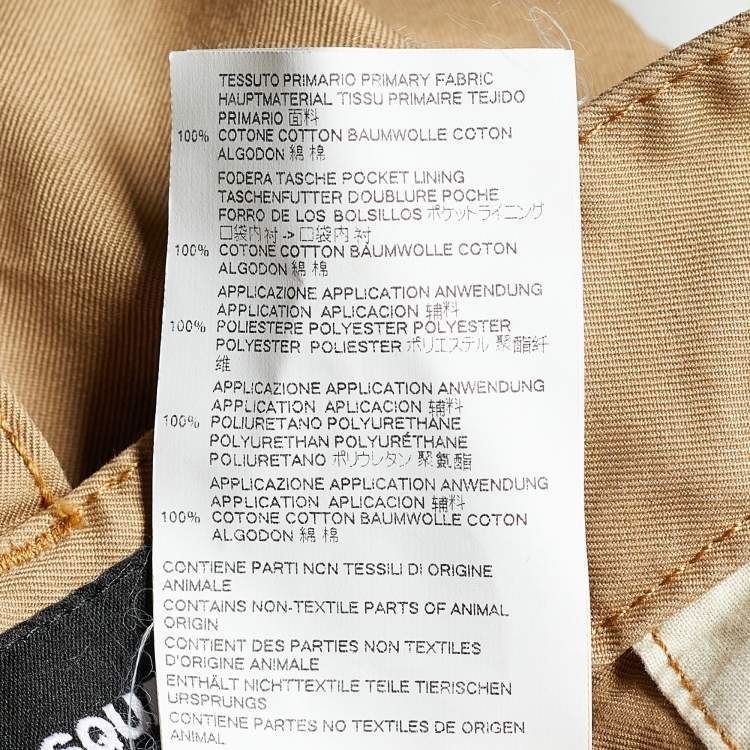 TESSUTO PRIMARIO PRIMARY FABRIC
HAUPTMATERIAL TISSU PRIMAIRE TEJIDO
PRIMARIO 面料
100% COTONE COTTON BAUMWOLLE COTON
ALGODON 綿 棉
FODERA TASCHE POCKET LINING
TASCHENFUTTER DOUBLURE POCHE
FORRO DE LOS BOLSILLOS ポケットライニング
口袋内衬 -> 口袋内 衬
100% COTONE COTTON BAUMWOLLE COTON
ALGODON 綿 棉
APPLICAZIONE APPLICATION ANWENDUNG
APPLICATION APLICACION 辅料
100% POLIESTERE POLYESTER POLYESTER
POLYESTER POLIESTER ポリエステル 聚酯纤
维
APPLICAZIONE APPLICATION ANWENDUNG
APPLICATION APLICACION 辅料
100% POLIURETANO POLYURETHANE
POLYURETHAN POLYURÉTHANE
POLIURETANO ポリウレタン 聚氨酯
APPLICAZIONE APPLICATION ANWENDUNG
APPLICATION APLICACION 辅料
100% COTONE COTTON BAUMWOLLE COTON
ALGODON 綿 棉
CONTIENE PARTI NON TESSILI DI ORIGINE
ANIMALE
CONTAINS NON-TEXTILE PARTS OF ANIMAL
ORIGIN
CONTIENT DES PARTIES NON TEXTILES
D'ORIGINE ANIMALE
ENTHÄLT NICHTTEXTILE TEILE TIERISCHEN
URSPRUNGS
CONTIENE PARTES NO TEXTILES DE ORIGEN
ANIMAL
SQU